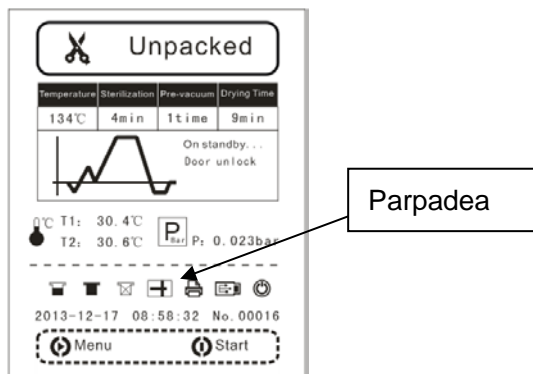 Unpacked
Temperature Sterilization Pre-vacuum Drying Time
134℃ 4min 1time 9min
On standby...
Door unlock
Parpadea
℃ T1: 30.4℃
T2: 30.6℃
P Bar P: 0.023bar
2013-12-17 08:58:32 No.00016
Menu Start